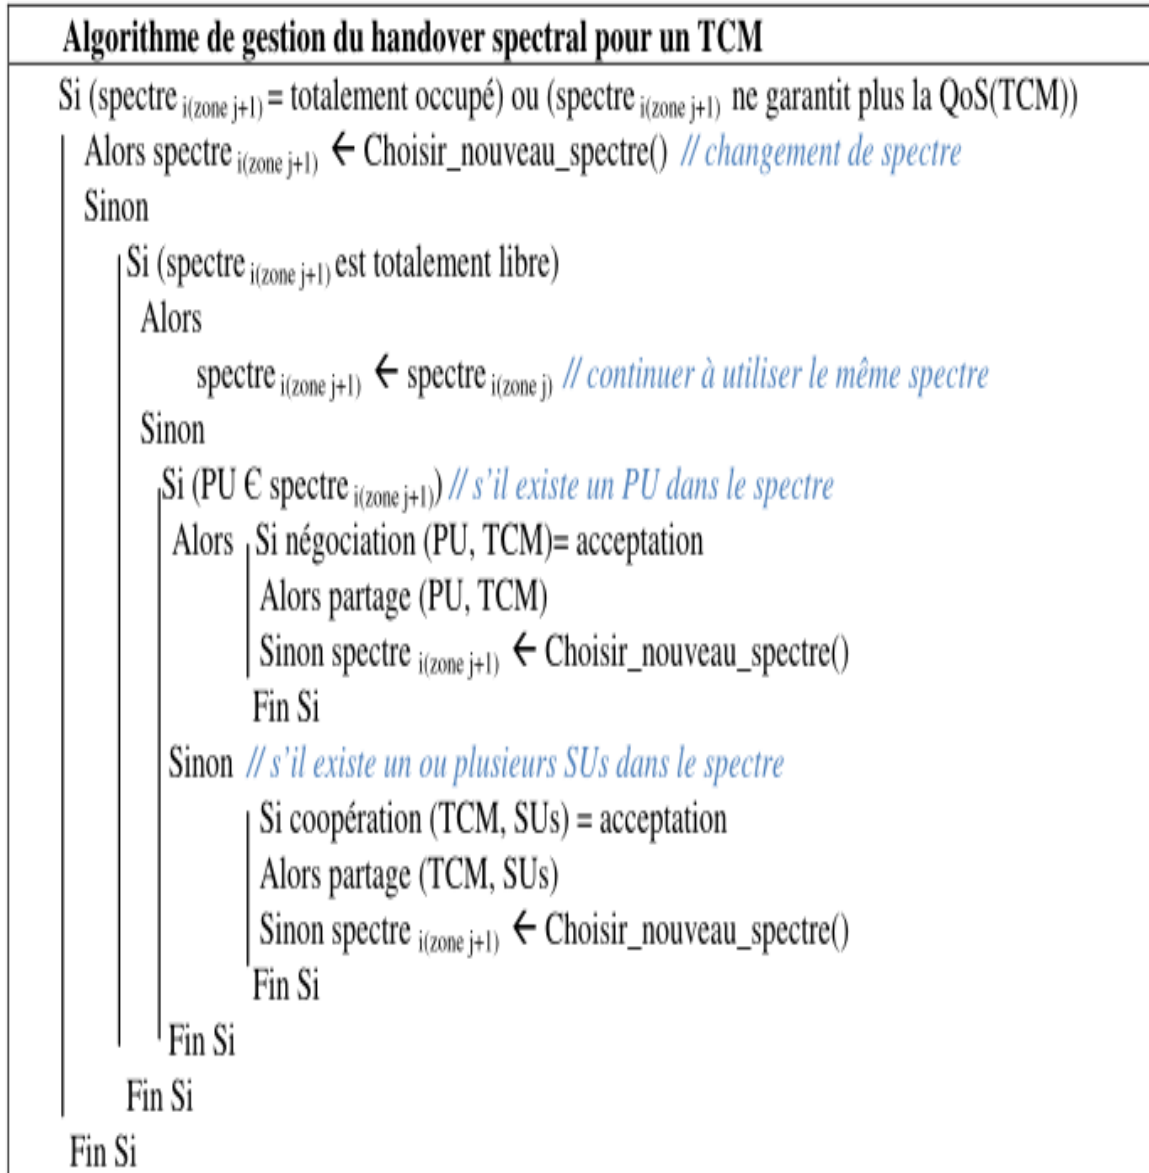 Algorithme de gestion du handover spectral pour un TCM
Si (spectre i(zone j+1) = totalement occupé) ou (spectre i(zone j+1) ne garantit plus la QoS(TCM))
Alors spectre i(zone j+1) ← Choisir_nouveau_spectre() // changement de spectre
Sinon
Si (spectre i(zone j+1) est totalement libre)
Alors
spectre i(zone j+1) ← spectre i(zone j) // continuer à utiliser le même spectre
Sinon
Si (PU Є spectre i(zone j+1)) // s'il existe un PU dans le spectre
Alors Si négociation (PU, TCM)= acceptation
Alors partage (PU, TCM)
Sinon spectre i(zone j+1) ← Choisir_nouveau_spectre()
Fin Si
Sinon // s'il existe un ou plusieurs SUs dans le spectre
Si coopération (TCM, SUs) = acceptation
Alors partage (TCM, SUs)
Sinon spectre i(zone j+1) ← Choisir_nouveau_spectre()
Fin Si
Fin Si
Fin Si
Fin Si